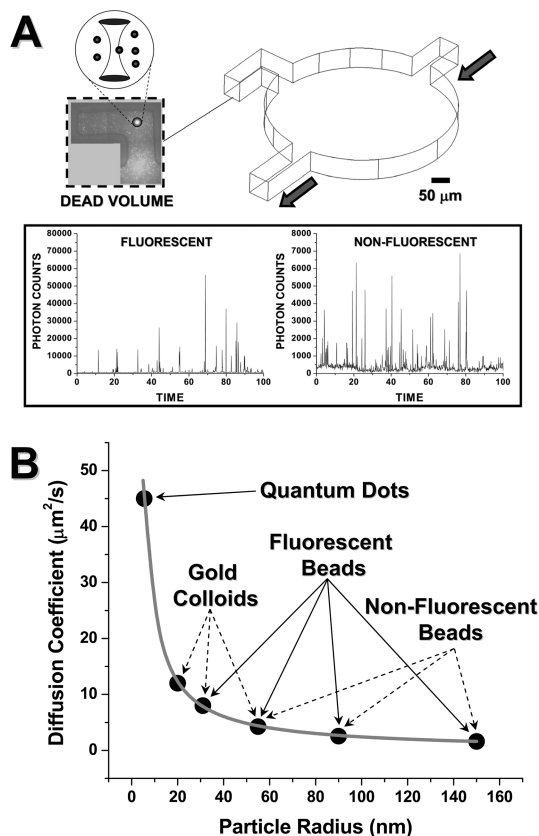 A
DEAD VOLUME
50 μm
FLUORESCENT
NON-FLUORESCENT
PHOTON COUNTS
80000
70000
60000
50000
40000
30000
20000
10000
0
0 20 40 60 80 100
TIME
PHOTON COUNTS
8000
7000
6000
5000
4000
3000
2000
1000
0
0 20 40 60 80 100
TIME
B
Diffusion Coefficient (μm²/s)
50
40
30
20
10
0
Quantum Dots
Gold
Colloids
Fluorescent
Beads
Non-Fluorescent
Beads
0 20 40 60 80 100 120 140 160
Particle Radius (nm)